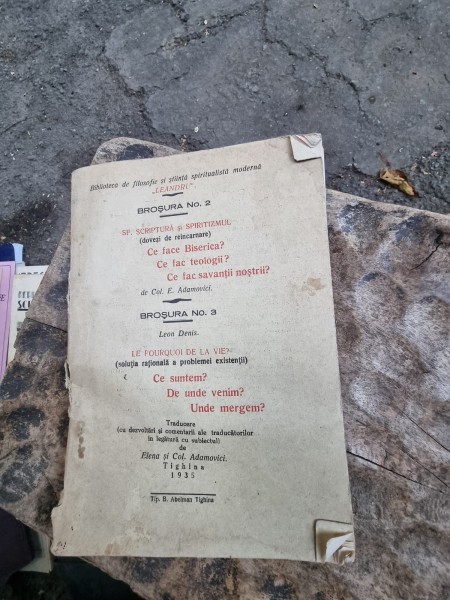 Biblioteca de filosofie și știință spiritualistă modernă
"LEANDRU"
BROȘURA No. 2
SF. SCRIPTURĂ și SPIRITIZMUL
(dovezi de reincarnare)
Ce face Biserica?
Ce fac teologii?
Ce fac savanții noștrii?
de Col. E. Adamovici.
BROȘURA No. 3
Leon Denis.
LE POURQUOI DE LA VIE?
(soluția rațională a problemei existenții)
Ce suntem?
De unde venim?
Unde mergem?
Traducere
(cu dezvoltări și comentarii ale traducătorilor
în legătură cu subiectul)
de
Elena și Col. Adamovici.
Tighina
1935
Tip. B. Abelman Tighina